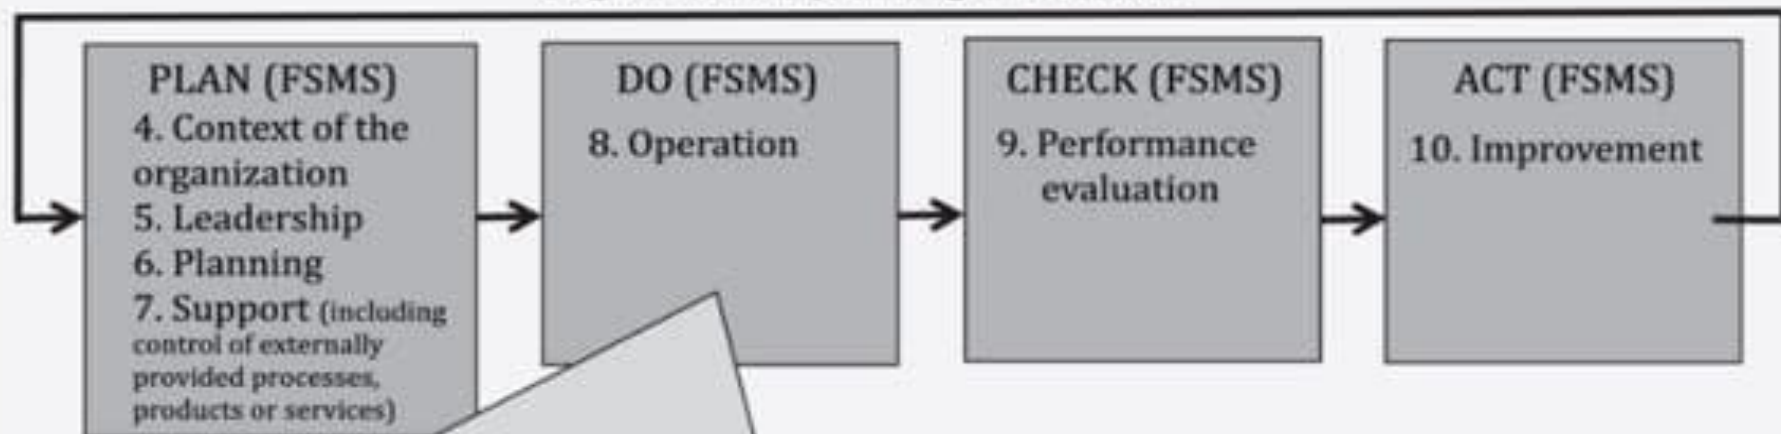 PLAN (FSMS)
4. Context of the
organization
5. Leadership
6. Planning
7. Support (including
control of externally
provided processes,
products or services)
DO (FSMS)
8. Operation
CHECK (FSMS)
9. Performance
evaluation
ACT (FSMS)
10. Improvement